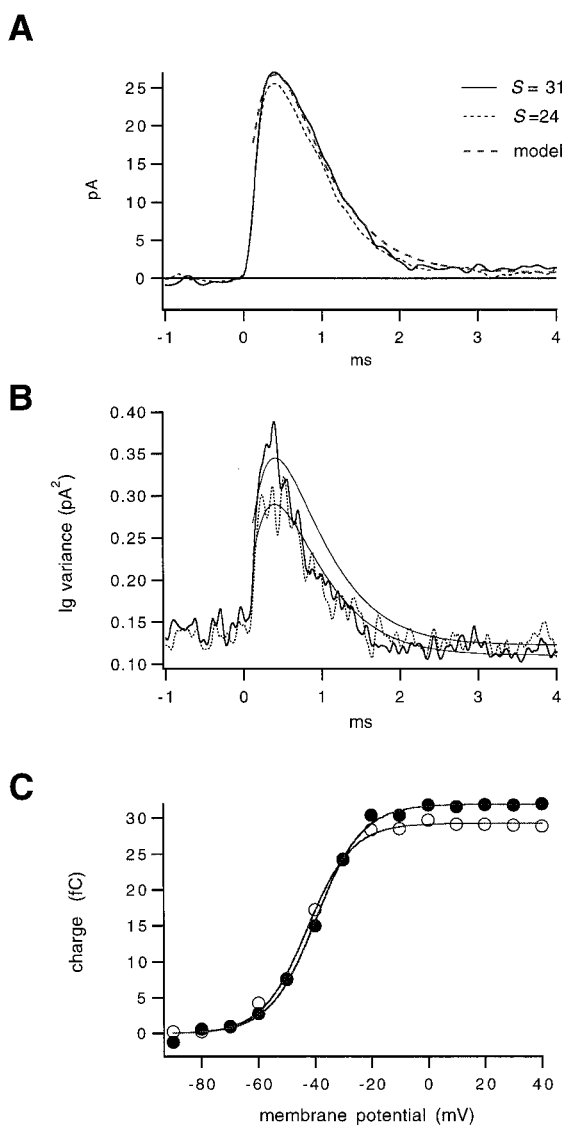 A
25
20
15
10
5
0
pA
S = 31
S =24
model
-1 0 1 2 3 4
ms
B
0.40
0.35
0.30
0.25
0.20
0.15
0.10
Ig variance (pA²)
-1 0 1 2 3 4
ms
C
30
25
20
15
10
5
0
charge (fC)
-80 -60 -40 -20 0 20 40
membrane potential (mV)